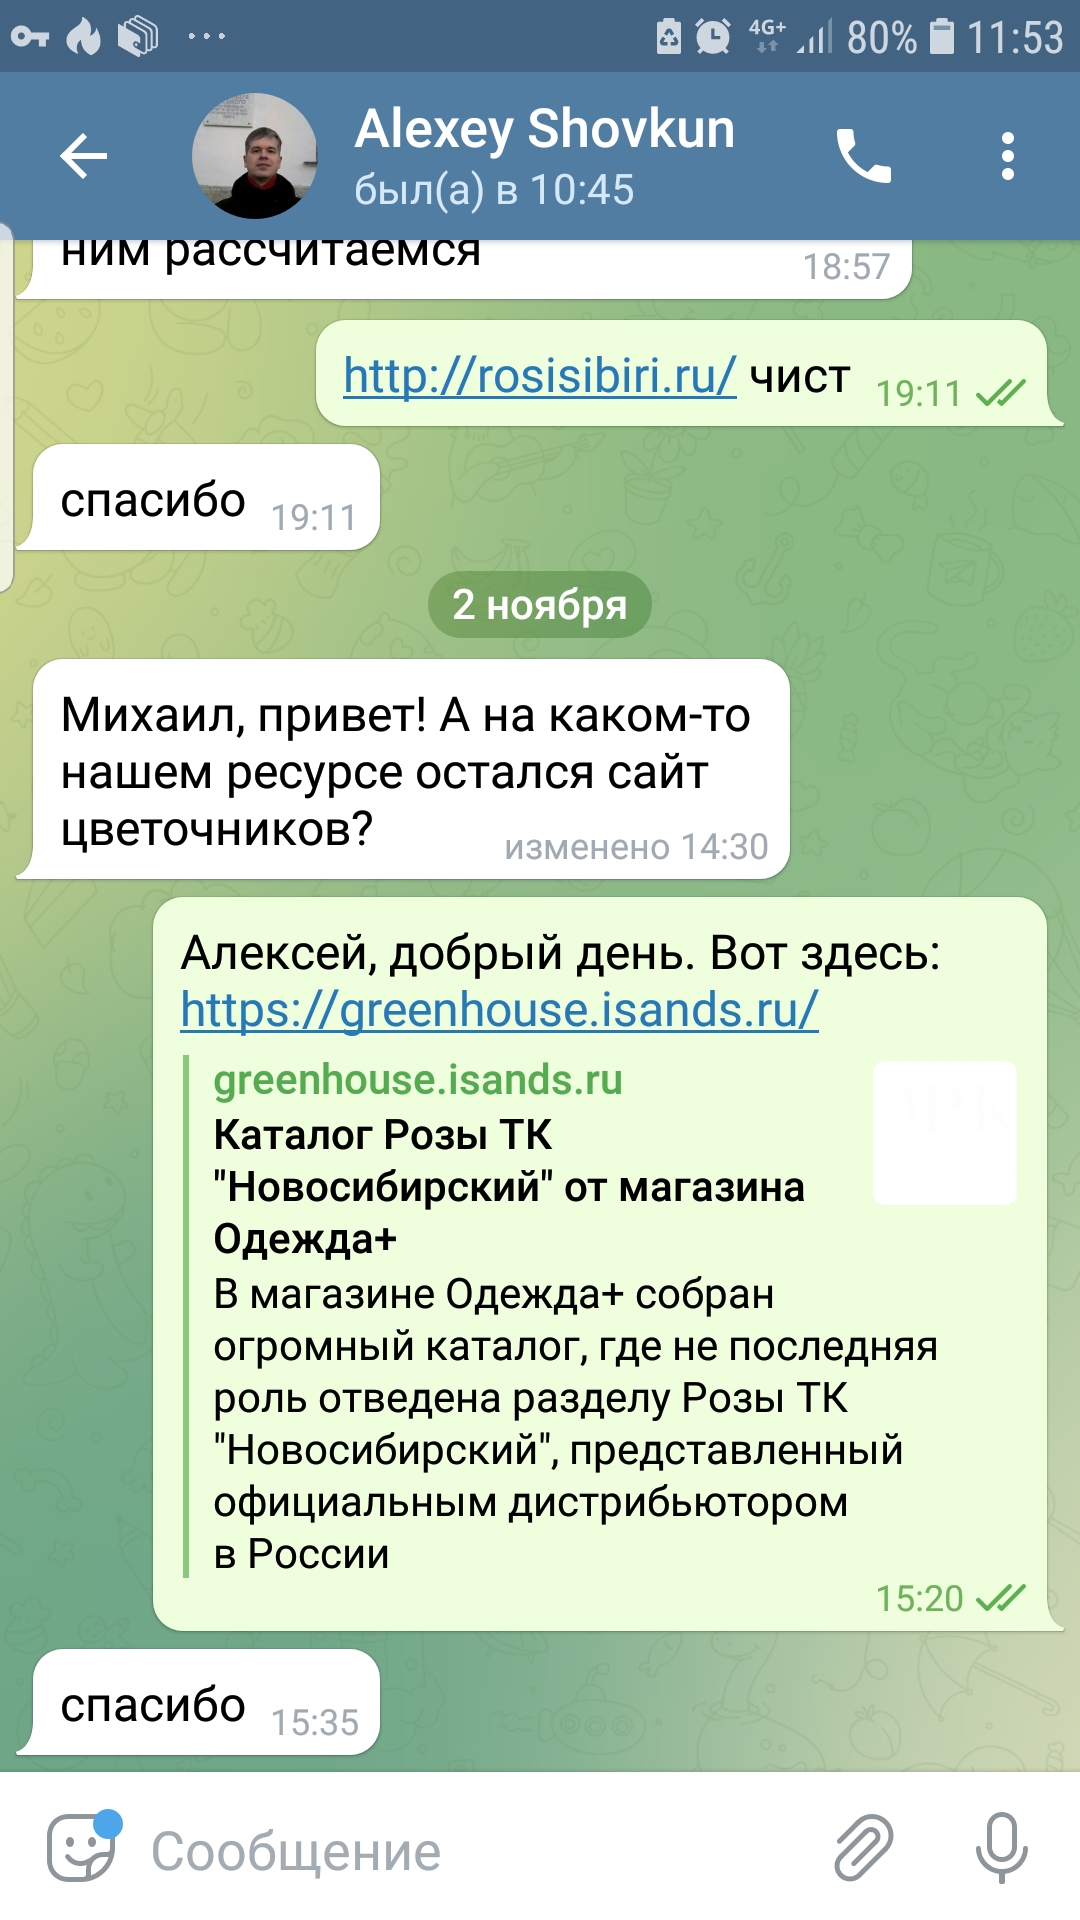 4G+ 80% 11:53
Alexey Shovkun
был(а) в 10:45
ним рассчитаемся
18:57
http://rosisibiri.ru/ чист 19:11
спасибо 19:11
2 ноября
Михаил, привет! А на каком-то
нашем ресурсе остался сайт
цветочников? изменено 14:30
Алексей, добрый день. Вот здесь:
https://greenhouse.isands.ru/
greenhouse.isands.ru
Каталог Розы ТК
"Новосибирский" от магазина
Одежда+
В магазине Одежда+ собран
огромный каталог, где не последняя
роль отведена разделу Розы ТК
"Новосибирский", представленный
официальным дистрибьютором
в России
15:20
спасибо 15:35
Сообщение